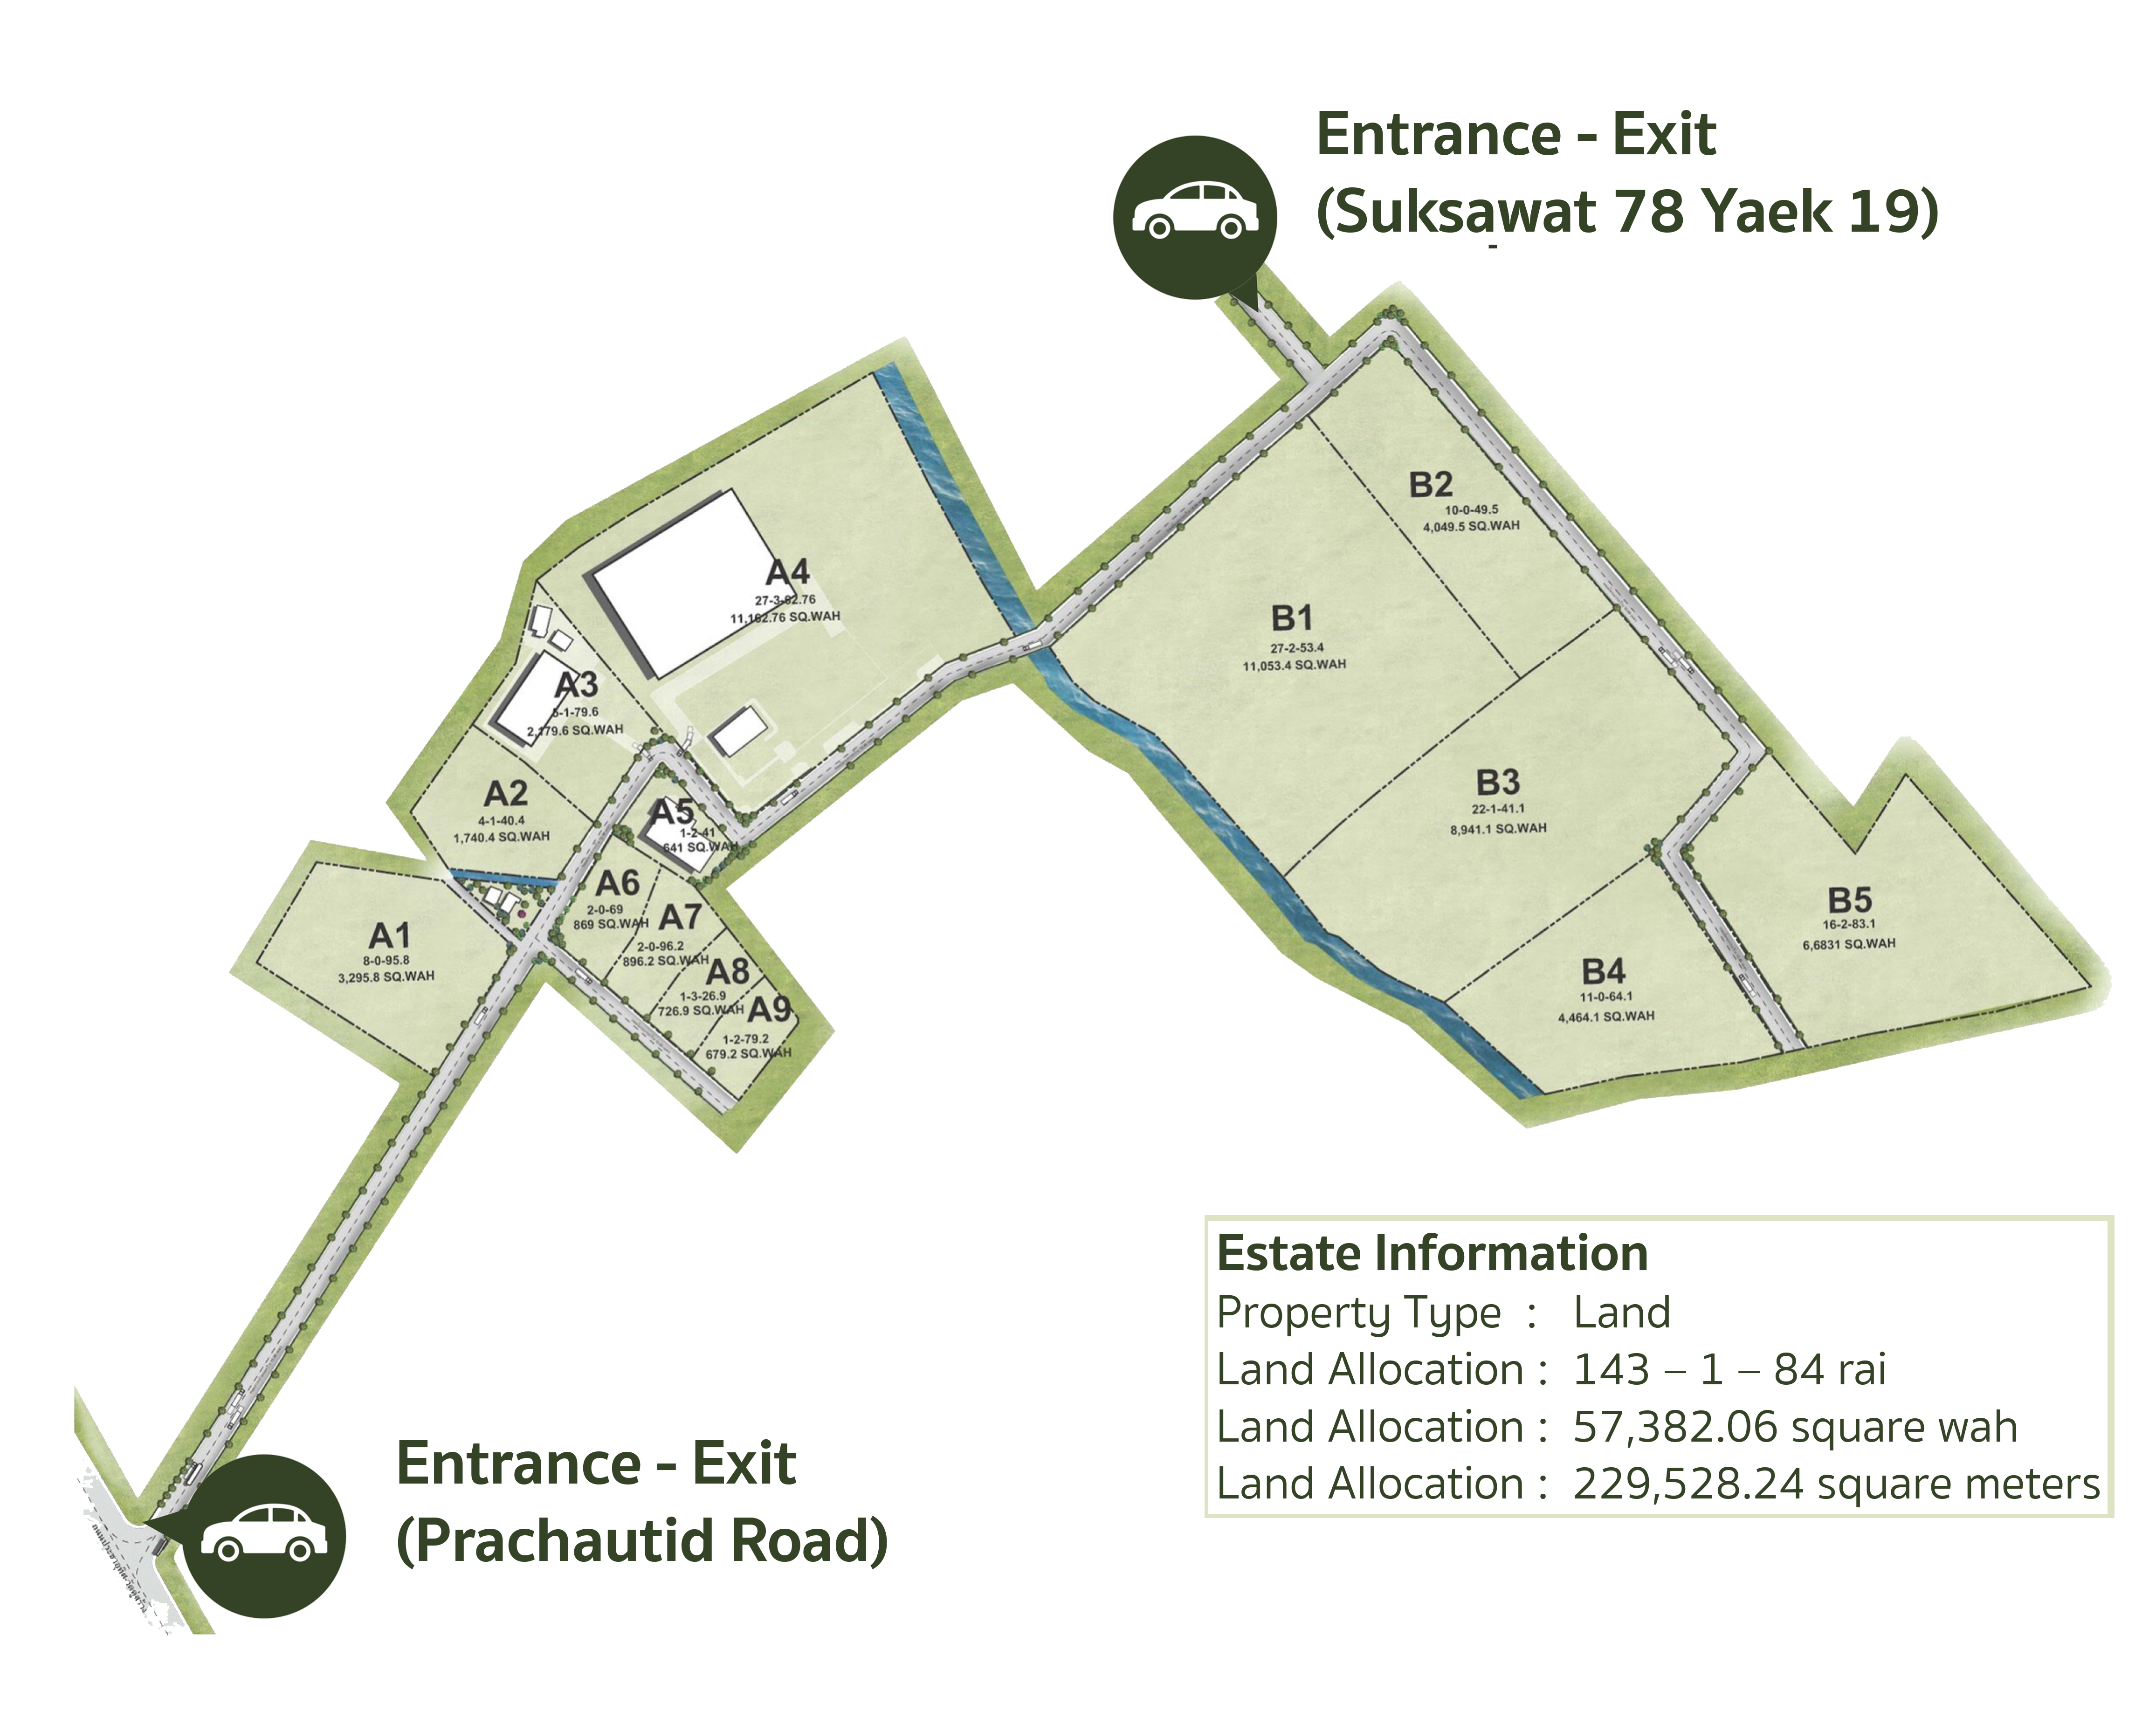 Entrance - Exit
(Suksawat 78 Yaek 19)
B2
10-0-49.5
4,049.5 SQ.WAH
A4
27-3-62.76
11,162.76 SQ.WAH
B1
27-2-53.4
11,053.4 SQ.WAH
A3
5-1-79.6
2,179.6 SQ.WAH
A2
4-1-40.4
1,740.4 SQ.WAH
A5
1-2-41
641 SQ.WAH
B3
22-1-41.1
8,941.1 SQ.WAH
A6
2-0-69
869 SQ.WAH
A7
2-0-96.2
896.2 SQ.WAH
A1
8-0-95.8
3,295.8 SQ.WAH
A8
1-3-26.9
726.9 SQ.WAH
A9
1-2-79.2
679.2 SQ.WAH
B4
11-0-64.1
4,464.1 SQ.WAH
B5
16-2-83.1
6,6831 SQ.WAH
Estate Information
Property Type : Land
Land Allocation : 143 – 1 – 84 rai
Land Allocation : 57,382.06 square wah
Land Allocation : 229,528.24 square meters
Entrance - Exit
(Prachautid Road)